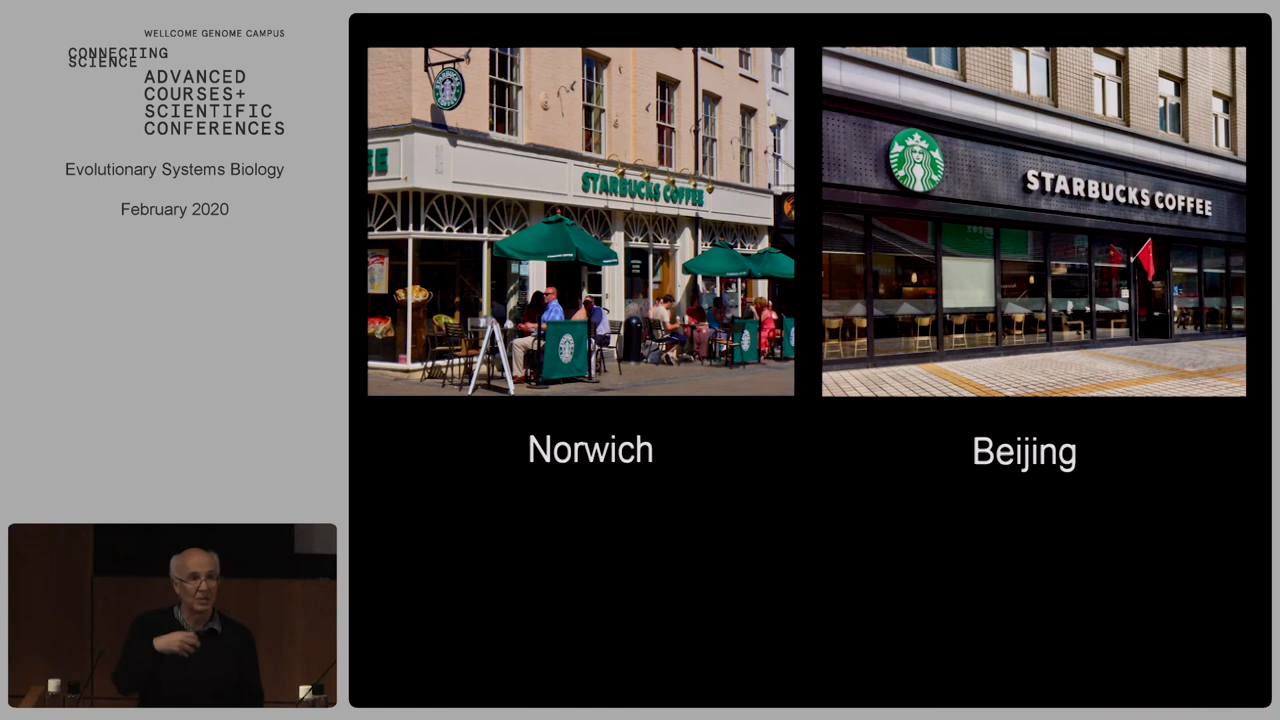 WELLCOME GENOME CAMPUS
CONNECTING
SCIENCE
ADVANCED
COURSES+
SCIENTIFIC
CONFERENCES
Evolutionary Systems Biology
February 2020
STARBUCKS COFFEE
STARBUCKS COFFEE
Norwich
Beijing